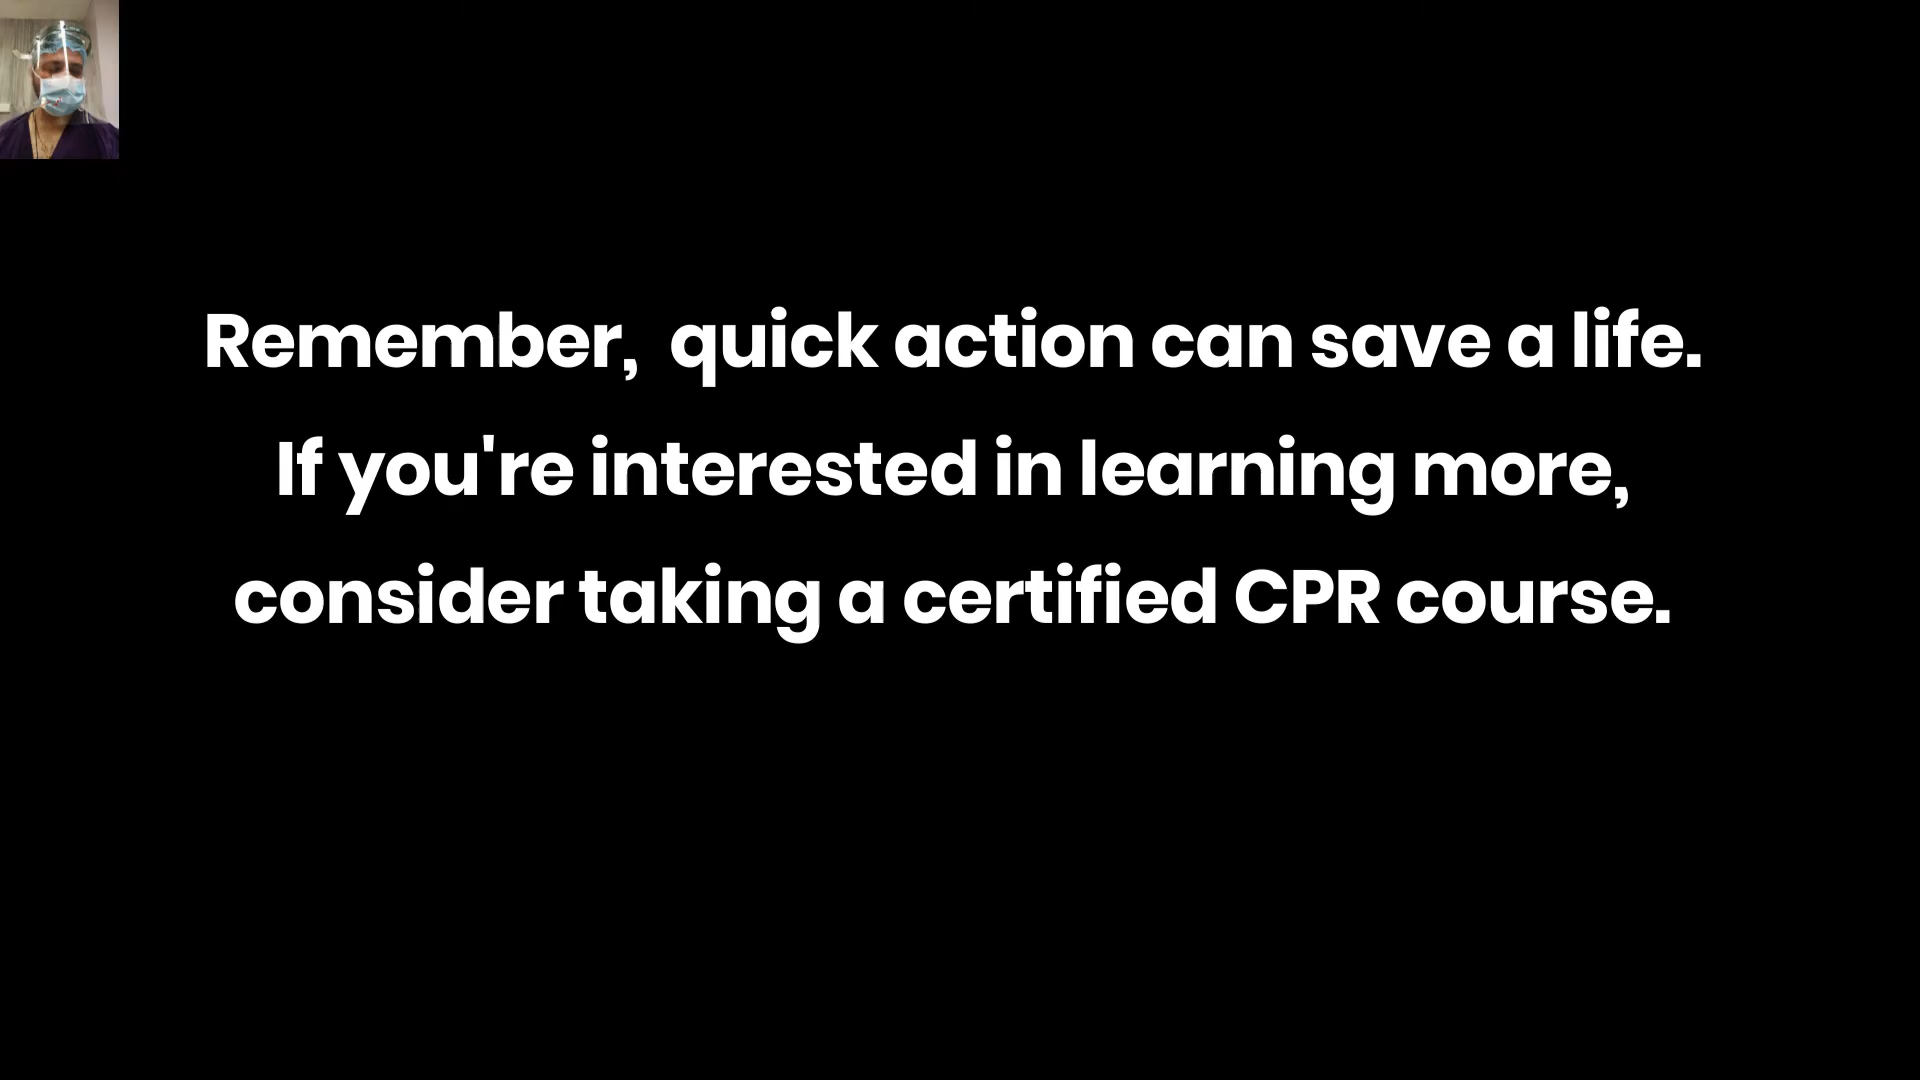 Remember,  quick action can save a life.
If you're interested in learning more,
consider taking a certified CPR course.